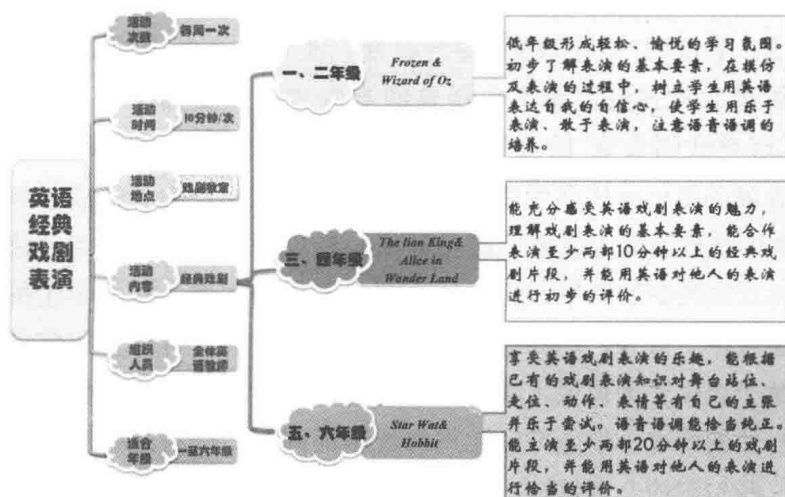 英语
经典
戏剧
表演
活动
次数
每周一次
活动
时间
10分钟/次
活动
地点
戏剧教室
活动
内容
经典戏剧
组织
人员
全体英
语教师
适合
年级
一至六年级
一、二年级
Frozen &
Wizard of Oz
低年级形成轻松、愉悦的学习氛围。
初步了解表演的基本要素，在模仿
及表演的过程中，树立学生用英语
表达自我的自信心，使学生用乐于
表演、敢于表演，注意语音语调的
培养。
三、四年级
The lion King&
Alice in
Wonder Land
能充分感受英语戏剧表演的魅力，
理解戏剧表演的基本要素，能合作
表演至少两部10分钟以上的经典戏
剧片段，并能用英语对他人的表演
进行初步的评价。
五、六年级
Star Wat&
Hobbit
享受英语戏剧表演的乐趣，能根据
已有的戏剧表演知识对舞台站位、
走位、动作、表情等有自己的主张
并乐于尝试。语音语调能恰当纯正。
能主演至少两部20分钟以上的戏剧
片段，并能用英语对他人的表演进
行恰当的评价。